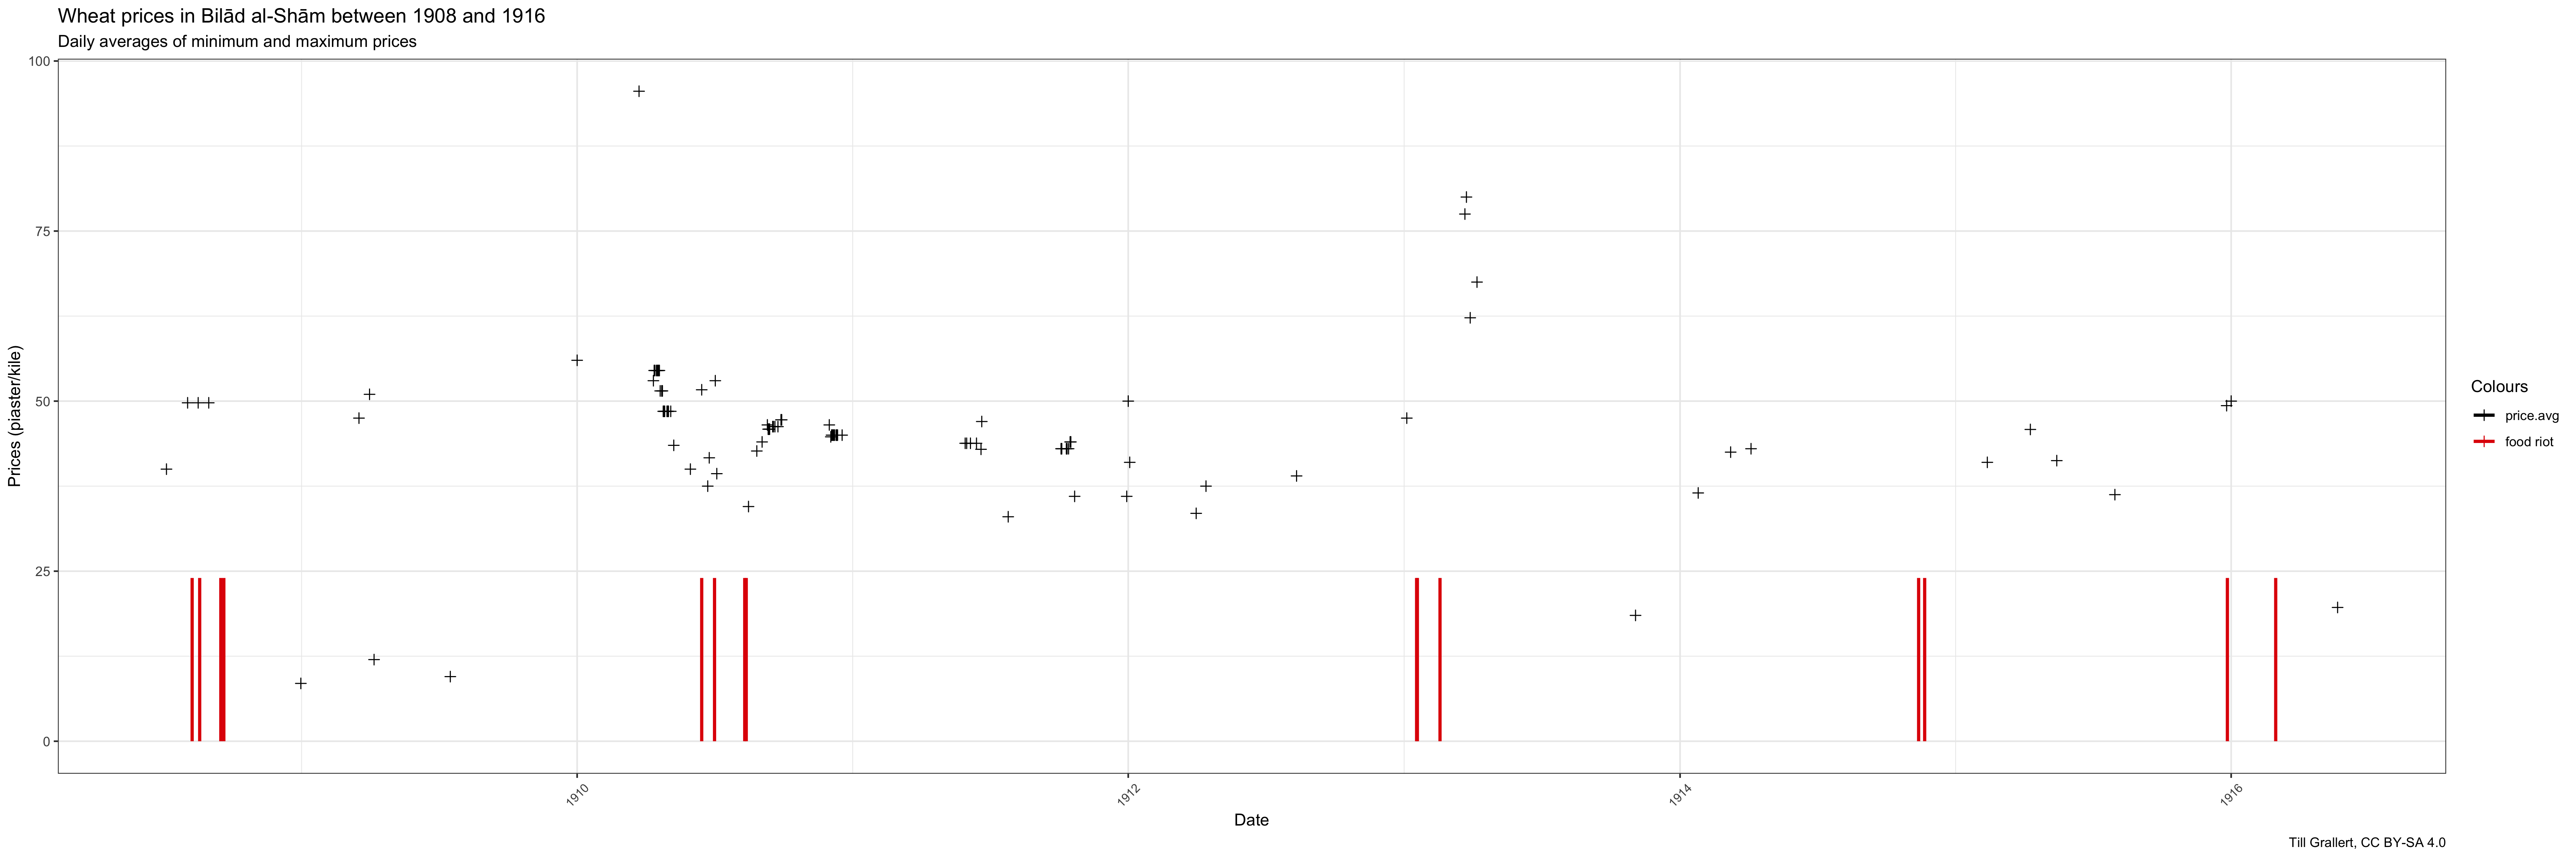 Wheat prices in Bilād al-Shām between 1908 and 1916
Daily averages of minimum and maximum prices
100
75
50
25
0
Prices (piaster/kile)
1910
1912
1914
1916
Date
Colours
price.avg
food riot
Till Grallert, CC BY-SA 4.0